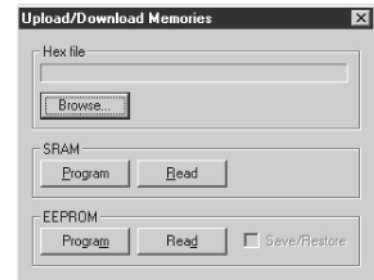 Upload/Download Memories
Hex file
Browse...
SRAM
Program Read
EEPROM
Program Read Save/Restore